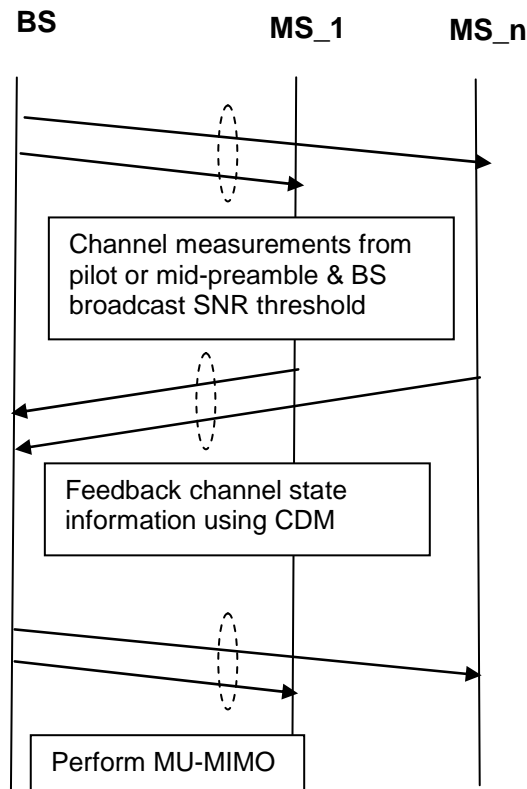 BS MS_1 MS_n
Channel measurements from
pilot or mid-preamble & BS
broadcast SNR threshold
Feedback channel state
information using CDM
Perform MU-MIMO